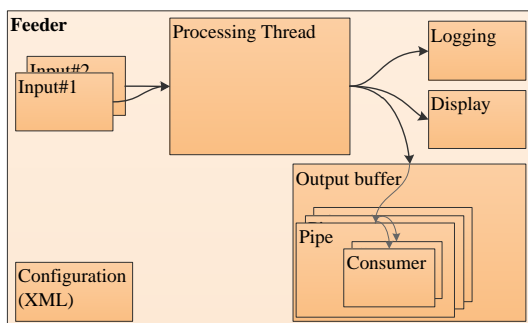 Feeder
Processing Thread
Logging
Input#2
Input#1
Display
Output buffer
Pipe
Consumer
Configuration
(XML)